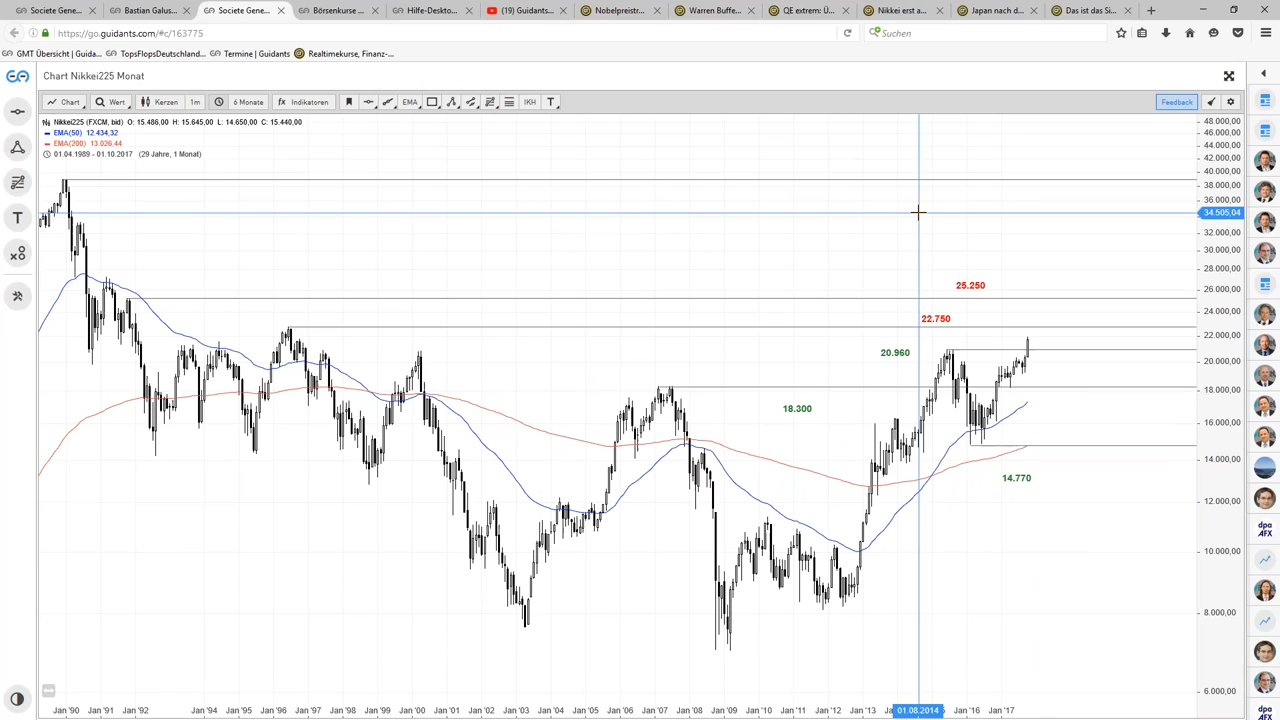 Societe Gene...
Bastian Galus...
Societe Gene...
Börsenkurse ...
Hilfe-Dokto...
(19) Guidants...
Nobelpreistr...
Warren Buffe...
QE extrem: Ü...
Nikkei erst a...
Japan nach d...
Das ist das Si...
https://go.guidants.com/#c/163775
Suchen
GMT Übersicht | Guida...
TopsFlopsDeutschland...
Termine | Guidants
Realtimekurse, Finanz-...
Chart Nikkei225 Monat
Chart
Wert
Kerzen
1m
6 Monate
fx Indikatoren
EMA
IKH
T
Feedback
Nikkei225 (FXCM, bid) O: 15.486,00 H: 15.645,00 L: 14.650,00 C: 15.440,00
EMA(50) 12.434,32
EMA(200) 13 026,44
01.04.1989 - 01.10.2017 (29 Jahre, 1 Monat)
T
48.000,00
46.000,00
44.000,00
42.000,00
40.000,00
38.000,00
36.000,00
34.505,04
32.000,00
30.000,00
28.000,00
26.000,00
24.000,00
22.000,00
20.000,00
18.000,00
16.000,00
14.000,00
12.000,00
10.000,00
8.000,00
6.000,00
25.250
22.750
20.960
18.300
14.770
dpa
AFX
dpa
AFX
Jan '90
Jan '91
Jan '92
Jan '94
Jan '95
Jan '96
Jan '97
Jan '98
Jan '99
Jan '00
Jan '01
Jan '02
Jan '03
Jan '04
Jan '05
Jan '06
Jan '07
Jan '08
Jan '09
Jan '10
Jan '11
Jan '12
Jan '13
01.08.2014
Jan '16
Jan '17